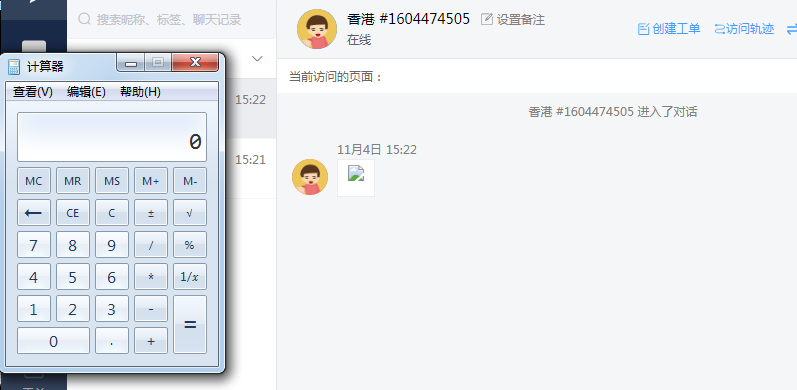 搜索昵称、标签、聊天记录
15:22
15:21
计算器
查看(V) 编辑(E) 帮助(H)
0
MC MR MS M+ M-
← CE C ± √
7 8 9 / %
4 5 6 * 1/x
1 2 3 - =
0 . +
香港 #1604474505 设置备注
在线
创建工单 访问轨迹
当前访问的页面：
香港 #1604474505 进入了对话
11月4日 15:22